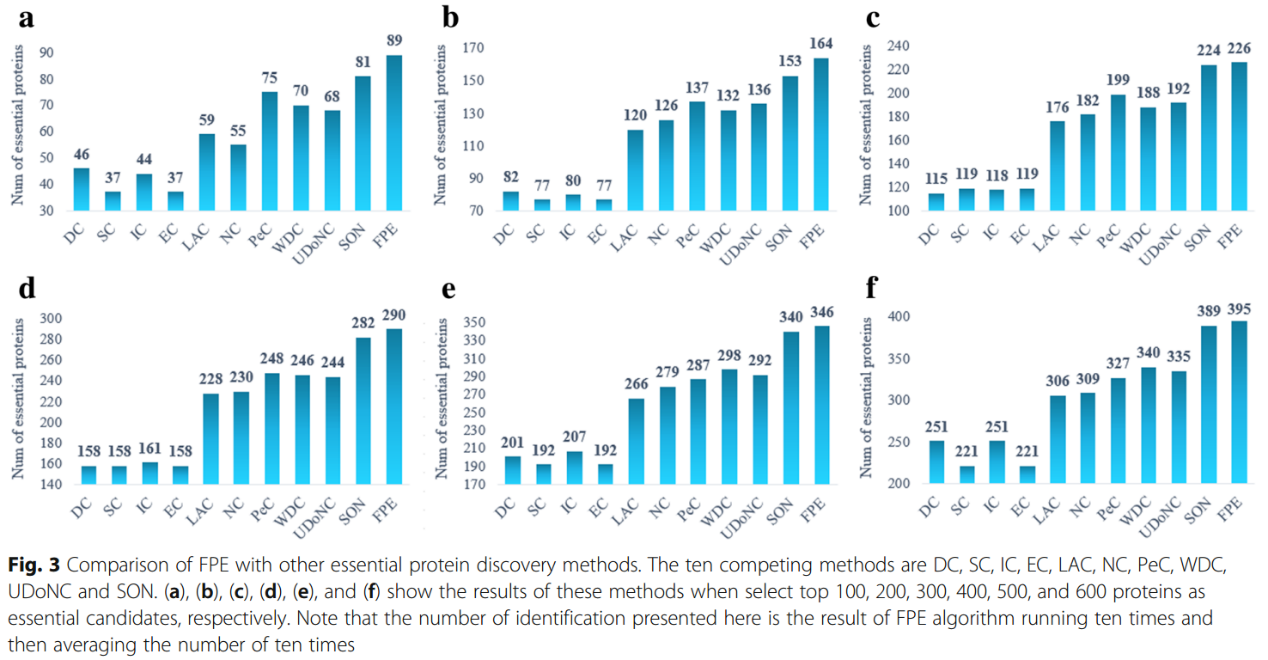 a
Num of essential proteins
90
80
70
60
50
40
30
46
37
44
37
59
55
75
70
68
81
89
DC
SC
IC
EC
LAC
NC
PeC
WDC
UDoNC
SON
FPE
b
Num of essential proteins
170
150
130
110
90
70
82
77
80
77
120
126
137
132
136
153
164
DC
SC
IC
EC
LAC
NC
PeC
WDC
UDoNC
SON
FPE
c
Num of essential proteins
240
220
200
180
160
140
120
100
115
119
118
119
176
182
199
188
192
224
226
DC
SC
IC
EC
LAC
NC
PeC
WDC
UDoNC
SON
FPE
d
Num of essential proteins
300
280
260
240
220
200
180
160
140
158
158
161
158
228
230
248
246
244
282
290
DC
SC
IC
EC
LAC
NC
PeC
WDC
UDoNC
SON
FPE
e
Num of essential proteins
350
330
310
290
270
250
230
210
190
170
201
192
207
192
266
279
287
298
292
340
346
DC
SC
IC
EC
LAC
NC
PeC
WDC
UDoNC
SON
FPE
f
Num of essential proteins
400
350
300
250
200
251
221
251
221
306
309
327
340
335
389
395
DC
SC
IC
EC
LAC
NC
PeC
WDC
UDoNC
SON
FPE
Fig. 3 Comparison of FPE with other essential protein discovery methods. The ten competing methods are DC, SC, IC, EC, LAC, NC, PeC, WDC,
UDoNC and SON. (a), (b), (c), (d), (e), and (f) show the results of these methods when select top 100, 200, 300, 400, 500, and 600 proteins as
essential candidates, respectively. Note that the number of identification presented here is the result of FPE algorithm running ten times and
then averaging the number of ten times